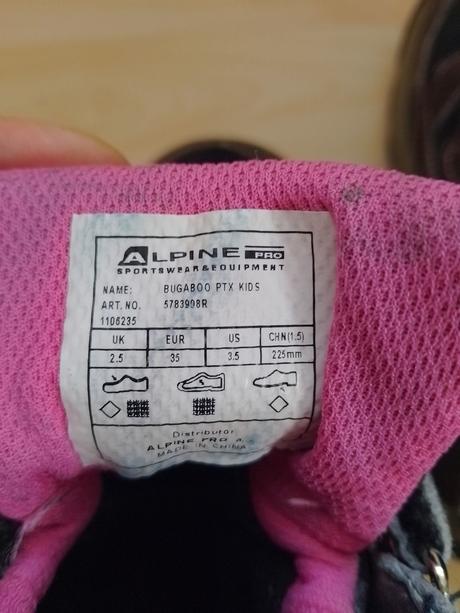 ALPINE PRO
SPORTSWEAR&EQUIPMENT
NAME: BUGABOO PTX KIDS
ART. NO. 5783908R
1106235
UK EUR US CHN(1.5)
2.5 35 3.5 225mm
Distributor
ALPINE PRO a.s.
MADE IN CHINA